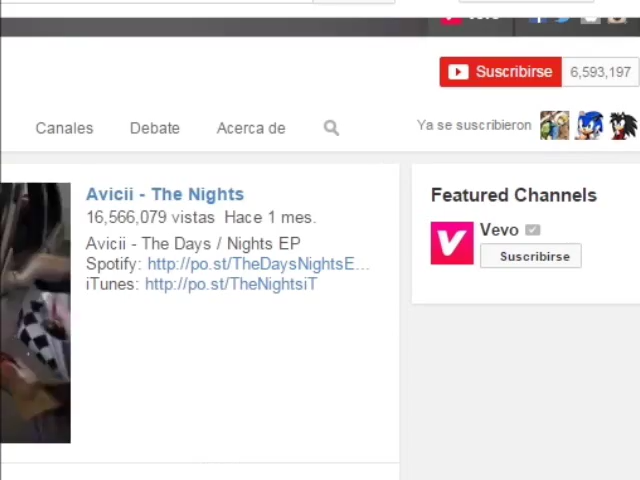 Suscribirse 6,593,197
Canales Debate Acerca de Ya se suscribieron
Avicii - The Nights
16,566,079 vistas Hace 1 mes.
Avicii - The Days / Nights EP
Spotify: http://po.st/TheDaysNightsE...
iTunes: http://po.st/TheNightsiT
Featured Channels
Vevo
Suscribirse